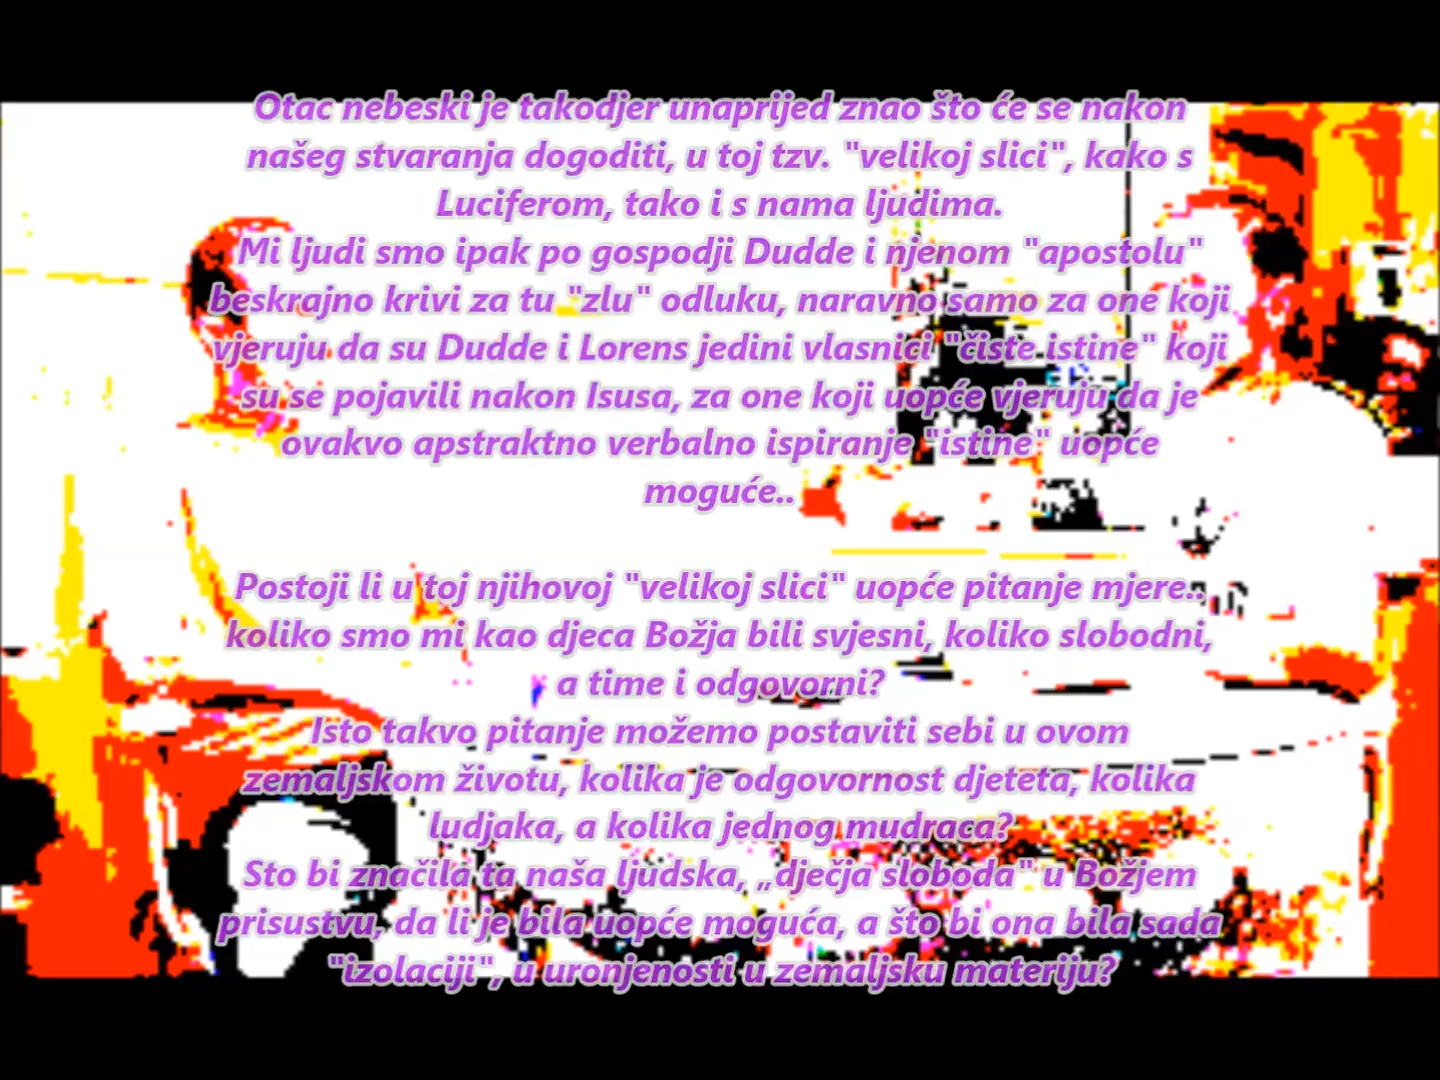 Otac nebeski je takodjer unaprijed znao što će se nakon
našeg stvaranja dogoditi, u toj tzv. "velikoj slici", kako s
Luciferom, tako i s nama ljudima.
Mi ljudi smo ipak po gospodji Dudde i njenom "apostolu"
beskrajno krivi za tu "zlu" odluku, naravno samo za one koji
vjeruju da su Dudde i Lorens jedini vlasnici "čiste istine" koji
su se pojavili nakon Isusa, za one koji uopće vjeruju da je
ovakvo apstraktno verbalno ispiranje "istine" uopće
moguće..
Postoji li u toj njihovoj "velikoj slici" uopće pitanje mjere..
koliko smo mi kao djeca Božja bili svjesni, koliko slobodni,
a time i odgovorni?
Isto takvo pitanje možemo postaviti sebi u ovom
zemaljskom životu, kolika je odgovornost djeteta, kolika
ludjaka, a kolika jednog mudraca?
Sto bi značila ta naša ljudska, „dječja sloboda" u Božjem
prisustvu, da li je bila uopće moguća, a što bi ona bila sada
"izolaciji", u uronjenosti u zemaljsku materiju?